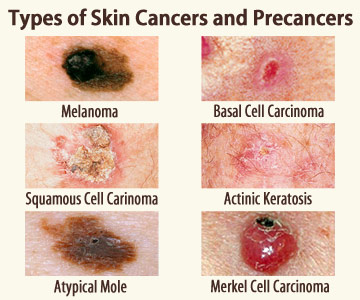 Types of Skin Cancers and Precancers
Melanoma
Basal Cell Carcinoma
Squamous Cell Carinoma
Actinic Keratosis
Atypical Mole
Merkel Cell Carcinoma